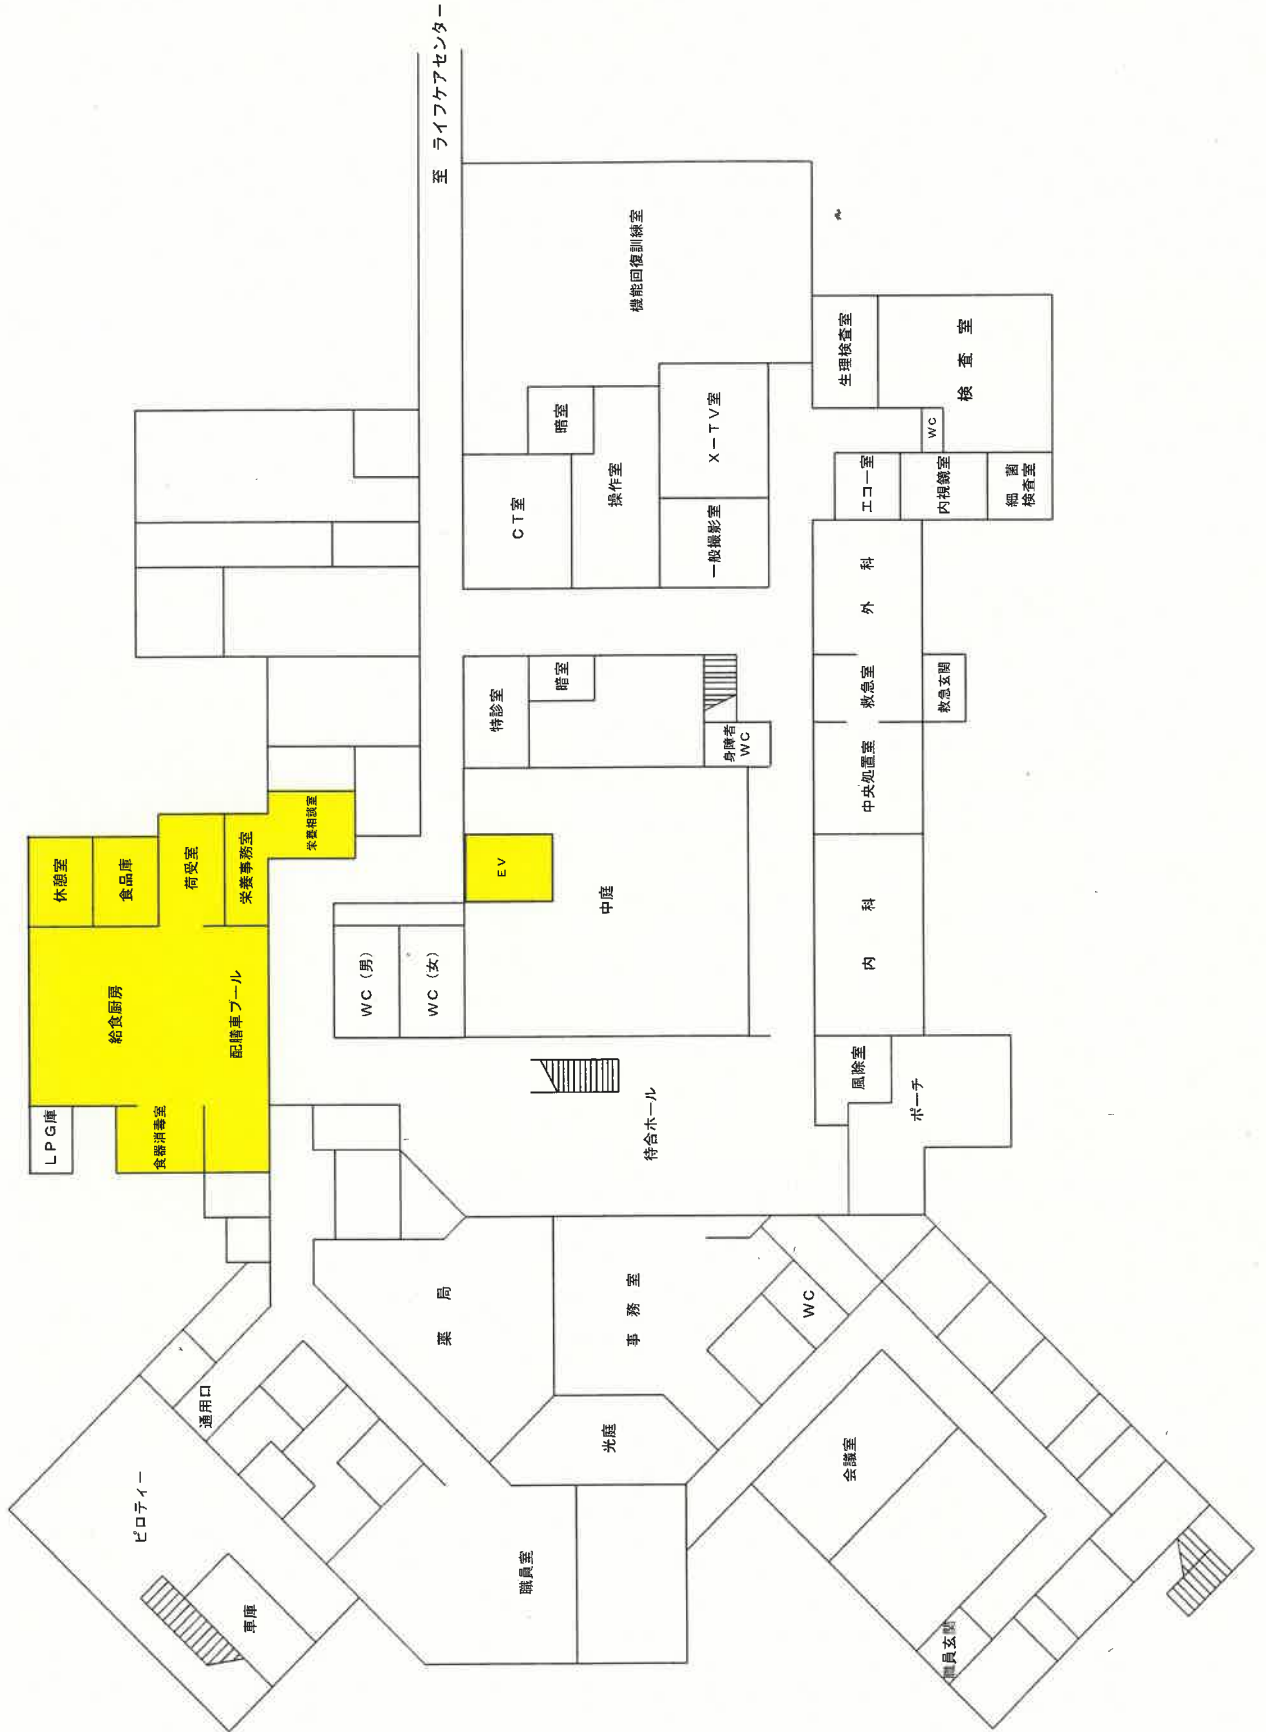 至 ライフケアセンター
機能回復訓練室
生理検査室
検査室
WC
暗室
X－TV室
CT室
操作室
一般撮影室
エコー室
内視鏡室
細菌
検査室
外科
救急室
救急玄関
特診室
暗室
身障者
WC
中央処置室
栄養相談室
休憩室
食品庫
荷受室
栄養事務室
EV
中庭
内科
WC（男）
WC（女）
給食厨房
配膳車プール
LPG庫
食器消毒室
待合ホール
風除室
ポーチ
薬局
事務室
WC
通用口
光庭
会議室
ピロティー
職員室
車庫
職員玄関